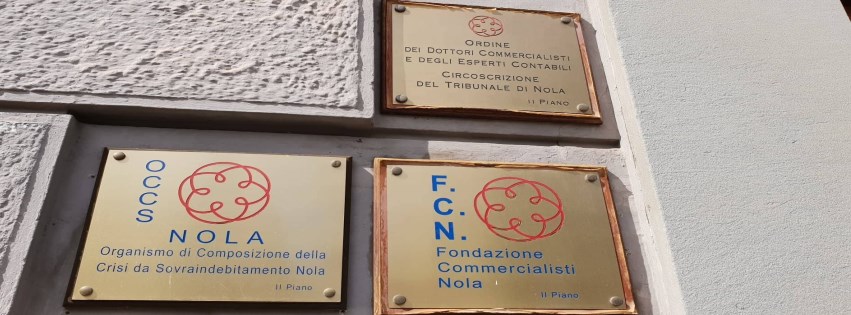 ORDINE
DEI DOTTORI COMMERCIALISTI
E DEGLI ESPERTI CONTABILI
CIRCOSCRIZIONE
DEL TRIBUNALE DI NOLA
II PIANO
OCCS
NOLA
Organismo di Composizione della
Crisi da Sovraindebitamento Nola
II Piano
F.
C.
N.
Fondazione
Commercialisti
Nola
II Piano